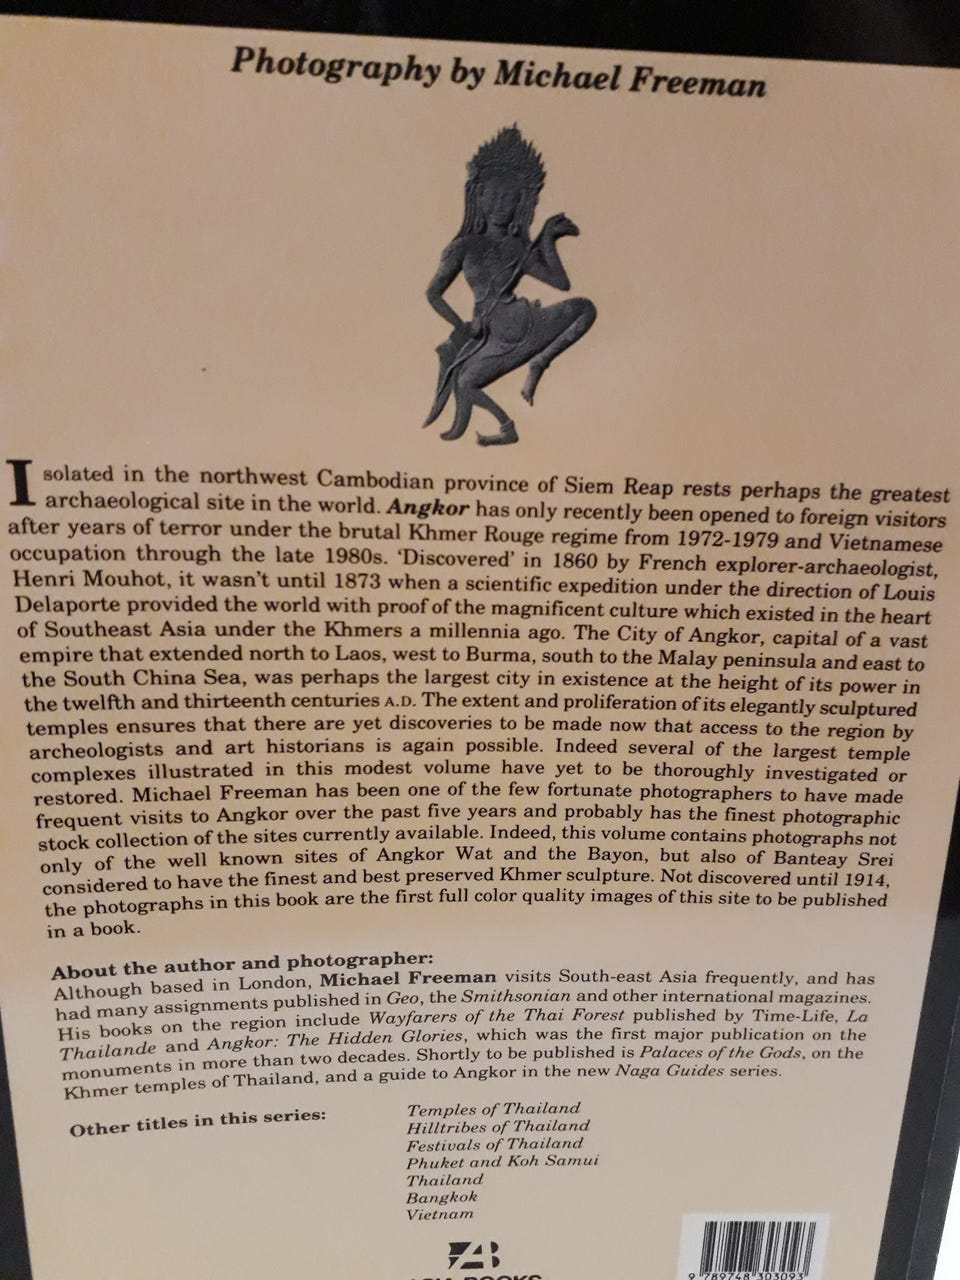 Photography by Michael Freeman
Isolated in the northwest Cambodian province of Siem Reap rests perhaps the greatest
archaeological site in the world. Angkor has only recently been opened to foreign visitors
after years of terror under the brutal Khmer Rouge regime from 1972-1979 and Vietnamese
occupation through the late 1980s. ‘Discovered’ in 1860 by French explorer-archaeologist,
Henri Mouhot, it wasn't until 1873 when a scientific expedition under the direction of Louis
Delaporte provided the world with proof of the magnificent culture which existed in the heart
of Southeast Asia under the Khmers a millennia ago. The City of Angkor, capital of a vast
empire that extended north to Laos, west to Burma, south to the Malay peninsula and east to
the South China Sea, was perhaps the largest city in existence at the height of its power in
the twelfth and thirteenth centuries A.D. The extent and proliferation of its elegantly sculptured
temples ensures that there are yet discoveries to be made now that access to the region by
archeologists and art historians is again possible. Indeed several of the largest temple
complexes illustrated in this modest volume have yet to be thoroughly investigated or
restored. Michael Freeman has been one of the few fortunate photographers to have made
frequent visits to Angkor over the past five years and probably has the finest photographic
stock collection of the sites currently available. Indeed, this volume contains photographs not
only of the well known sites of Angkor Wat and the Bayon, but also of Banteay Srei
considered to have the finest and best preserved Khmer sculpture. Not discovered until 1914,
the photographs in this book are the first full color quality images of this site to be published
in a book.
About the author and photographer:
Although based in London, Michael Freeman visits South-east Asia frequently, and has
had many assignments published in Geo, the Smithsonian and other international magazines.
His books on the region include Wayfarers of the Thai Forest published by Time-Life, La
Thailande and Angkor: The Hidden Glories, which was the first major publication on the
monuments in more than two decades. Shortly to be published is Palaces of the Gods, on the
Khmer temples of Thailand, and a guide to Angkor in the new Naga Guides series.
Other titles in this series:
Temples of Thailand
Hilltribes of Thailand
Festivals of Thailand
Phuket and Koh Samui
Thailand
Bangkok
Vietnam
ASIA BOOKS
9 789748 303093